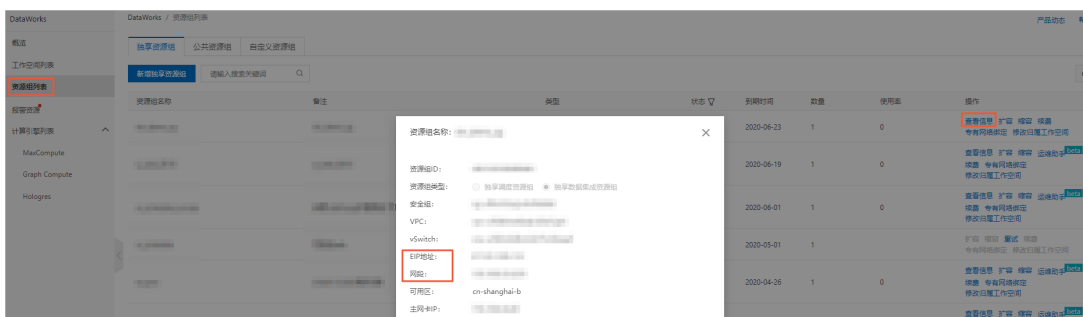 DataWorks
DataWorks / 资源组列表
产品动态
概览
独享资源组 公共资源组 自定义资源组
工作空间列表
新增独享资源组 请输入搜索关键词
资源组列表
资源组名称 备注 类型 状态 到期时间 数量 使用率 操作
报警资源
计算引擎列表
MaxCompute
Graph Compute
Hologres
资源组名称:
资源组ID:
资源组类型: 独享调度资源组 独享数据集成资源组
安全组:
VPC:
vSwitch:
EIP地址:
网段:
可用区: cn-shanghai-b
主网卡IP:
2020-06-23 1 0 查看信息 扩容 缩容 续费
专有网络绑定 修改归属工作空间
2020-06-19 1 0 查看信息 扩容 缩容 运维助手 beta
续费 专有网络绑定
修改归属工作空间
2020-06-01 1 0 查看信息 扩容 缩容 运维助手 beta
续费 专有网络绑定
修改归属工作空间
2020-05-01 1 扩容 缩容 重试 续费
专有网络绑定 修改归属工作空间
2020-04-26 1 0 查看信息 扩容 缩容 运维助手 beta
续费 专有网络绑定
修改归属工作空间
查看信息 扩容 缩容 运维助手 beta